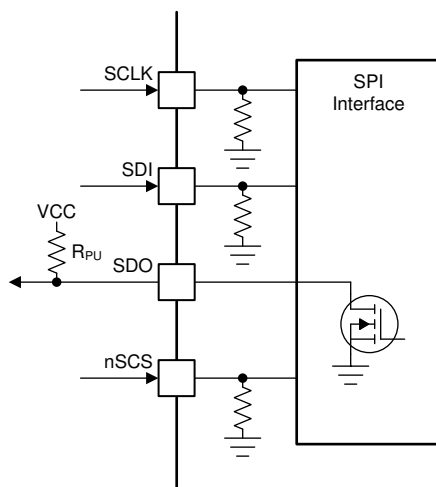 SCLK
SPI
Interface
SDI
VCC
RPU
SDO
nSCS